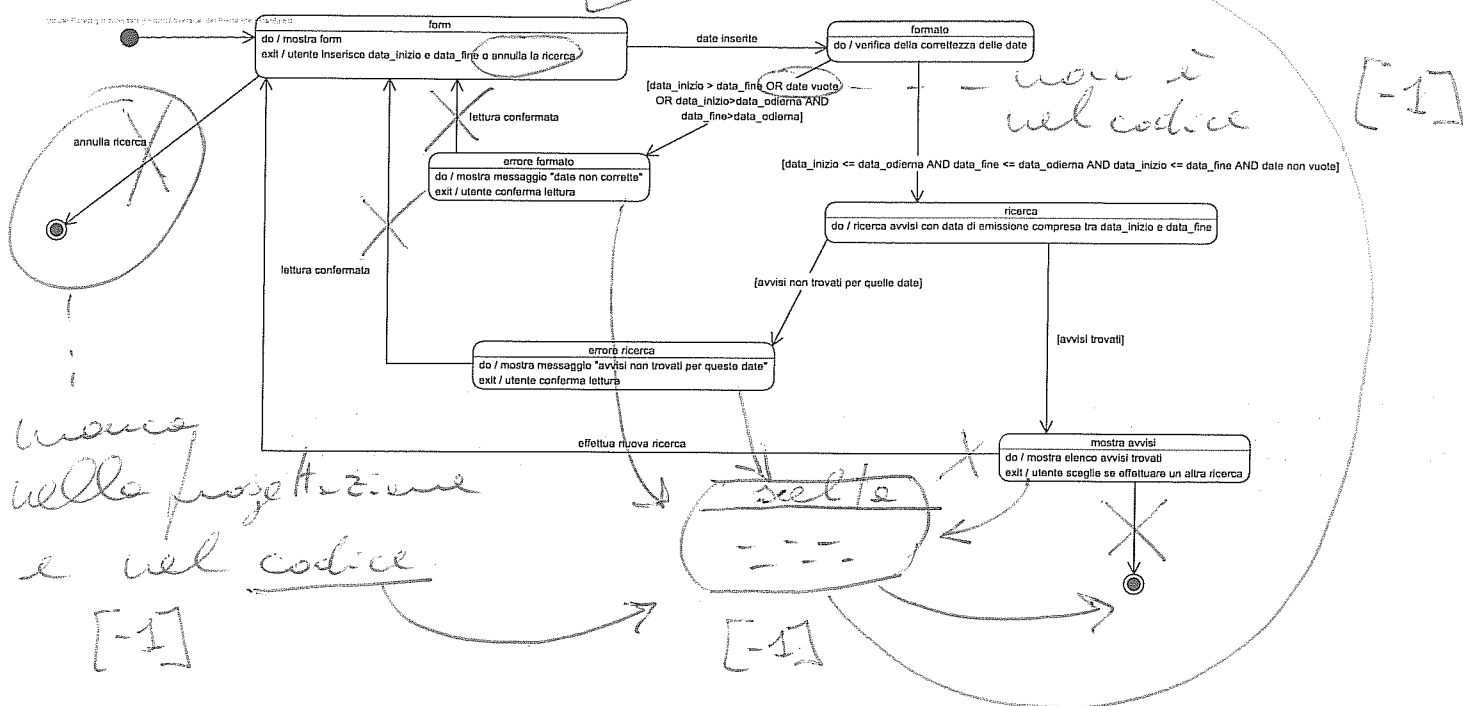 form
do / mostra form
exit / utente inserisce data_inizio e data_fine o annulla la ricerca
date inserite
formato
do / verifica della correttezza delle date
[data_inizio > data_fine OR date vuote
OR data_inizio>data_odierna AND
data_fine>data_odierna]
non è
nel codice
[-1]
annulla ricerca
lettura confermata
errore formato
do / mostra messaggio "date non corrette"
exit / utente conferma lettura
[data_inizio <= data_odierna AND data_fine <= data_odierna AND data_inizio <= data_fine AND date non vuote]
ricerca
do / ricerca avvisi con data di emissione compresa tra data_inizio e data_fine
lettura confermata
[avvisi non trovati per quelle date]
errore ricerca
do / mostra messaggio "avvisi non trovati per queste date"
exit / utente conferma lettura
[avvisi trovati]
effettua nuova ricerca
mostra avvisi
do / mostra elenco avvisi trovati
exit / utente sceglie se effettuare un altra ricerca
manca
nella progettazione
e nel codice
[-1]
scelte
[-1]